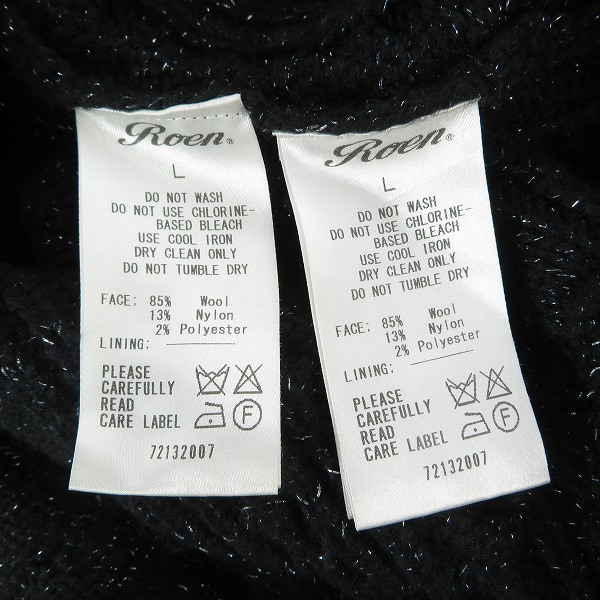 Roen®
L
DO NOT WASH
DO NOT USE CHLORINE-
BASED BLEACH
USE COOL IRON
DRY CLEAN ONLY
DO NOT TUMBLE DRY
FACE: 85% Wool
13% Nylon
2% Polyester
LINING:
PLEASE
CAREFULLY
READ
CARE LABEL F
72132007
Roen®
L
DO NOT WASH
DO NOT USE CHLORINE-
BASED BLEACH
USE COOL IRON
DRY CLEAN ONLY
DO NOT TUMBLE DRY
FACE: 85% Wool
13% Nylon
2% Polyester
LINING:
PLEASE
CAREFULLY
READ
CARE LABEL F
72132007